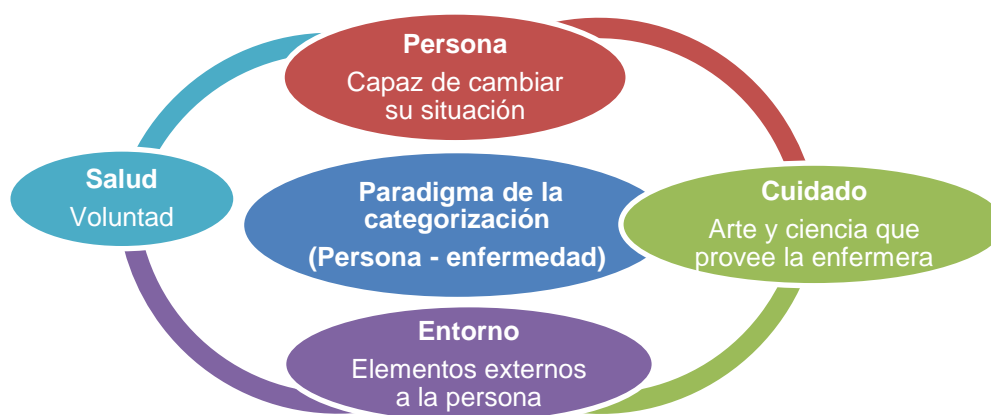 Persona
Capaz de cambiar
su situación
Salud
Voluntad
Paradigma de la
categorización
(Persona - enfermedad)
Cuidado
Arte y ciencia que
provee la enfermera
Entorno
Elementos externos
a la persona